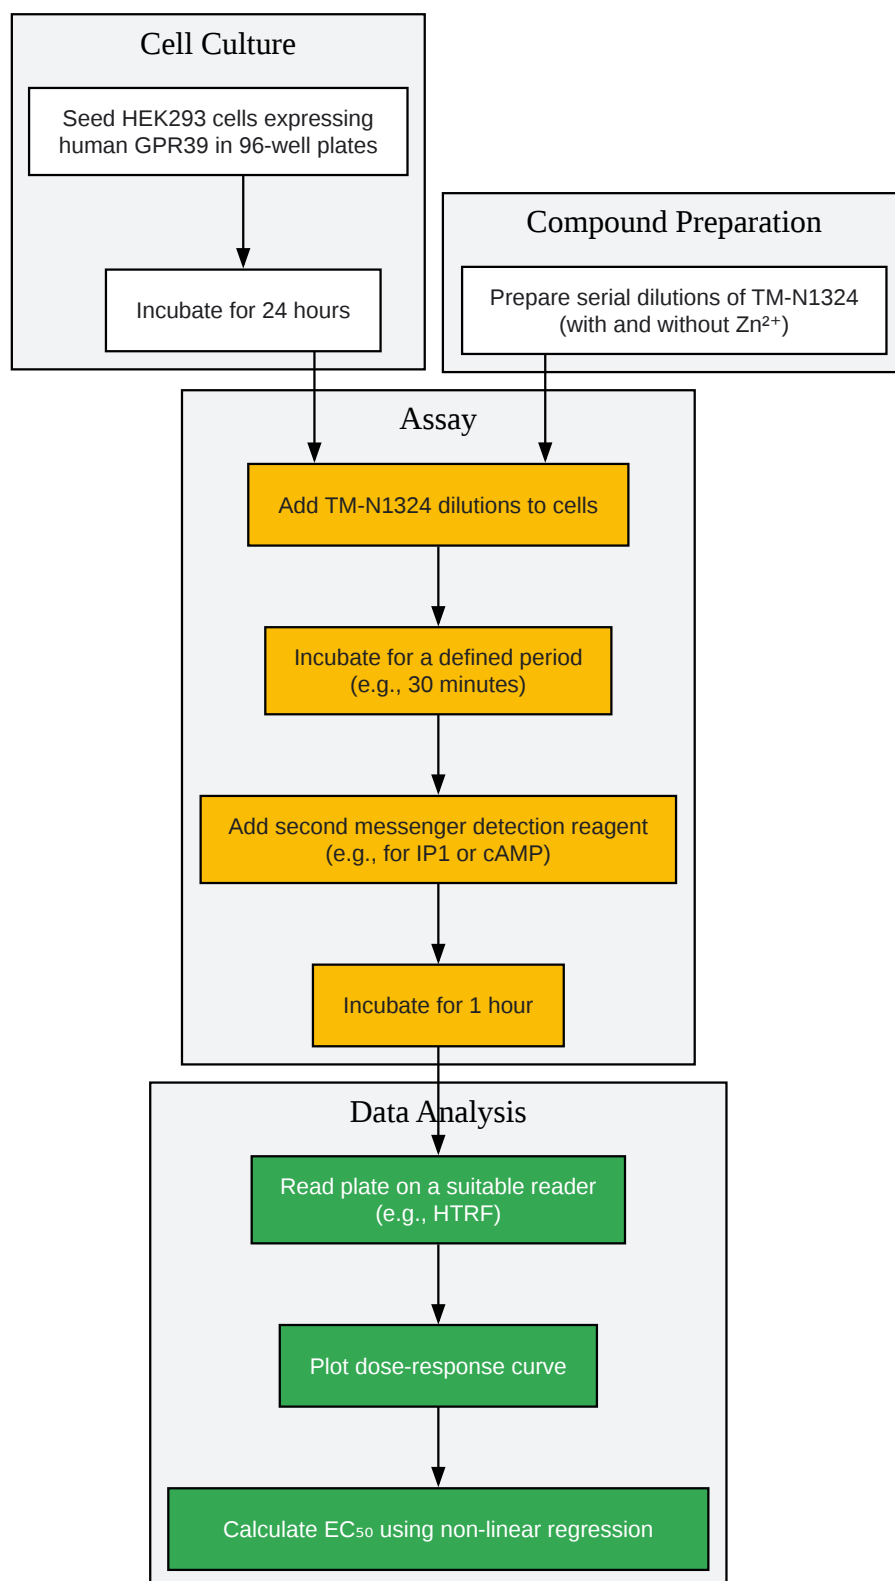 Cell Culture
Seed HEK293 cells expressing
human GPR39 in 96-well plates
Incubate for 24 hours
Compound Preparation
Prepare serial dilutions of TM-N1324
(with and without Zn²⁺)
Assay
Add TM-N1324 dilutions to cells
Incubate for a defined period
(e.g., 30 minutes)
Add second messenger detection reagent
(e.g., for IP1 or cAMP)
Incubate for 1 hour
Data Analysis
Read plate on a suitable reader
(e.g., HTRF)
Plot dose-response curve
Calculate EC₅₀ using non-linear regression